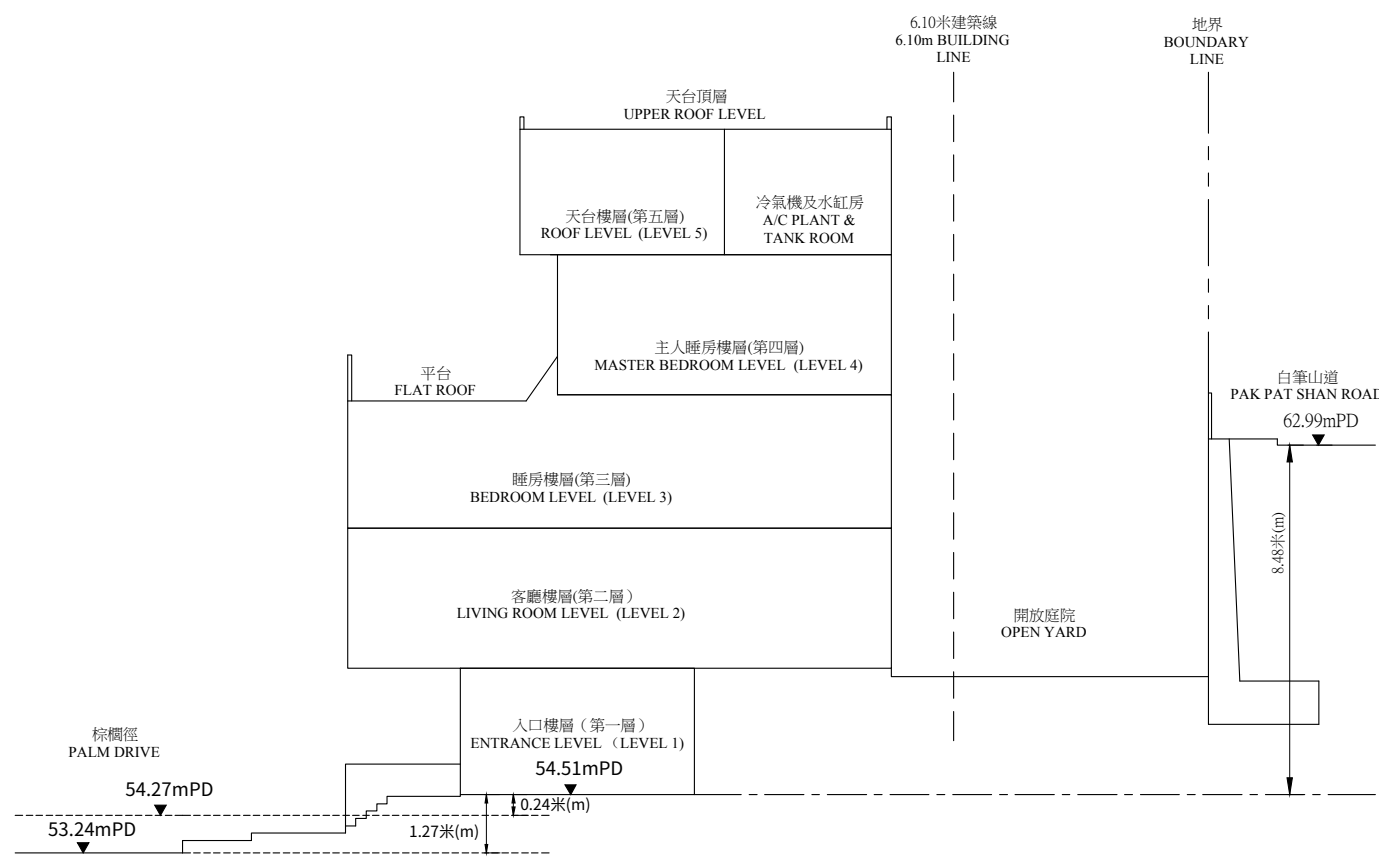 6.10米建築線
6.10m BUILDING
LINE
地界
BOUNDARY
LINE
天台頂層
UPPER ROOF LEVEL
天台樓層(第五層)
ROOF LEVEL (LEVEL 5)
冷氣機及水缸房
A/C PLANT &
TANK ROOM
主人睡房樓層(第四層)
MASTER BEDROOM LEVEL (LEVEL 4)
平台
FLAT ROOF
白筆山道
PAK PAT SHAN ROAD
62.99mPD
睡房樓層(第三層)
BEDROOM LEVEL (LEVEL 3)
8.48米(m)
客廳樓層(第二層）
LIVING ROOM LEVEL (LEVEL 2)
開放庭院
OPEN YARD
入口樓層（第一層）
ENTRANCE LEVEL （LEVEL 1)
54.51mPD
棕櫚徑
PALM DRIVE
54.27mPD
0.24米(m)
53.24mPD
1.27米(m)